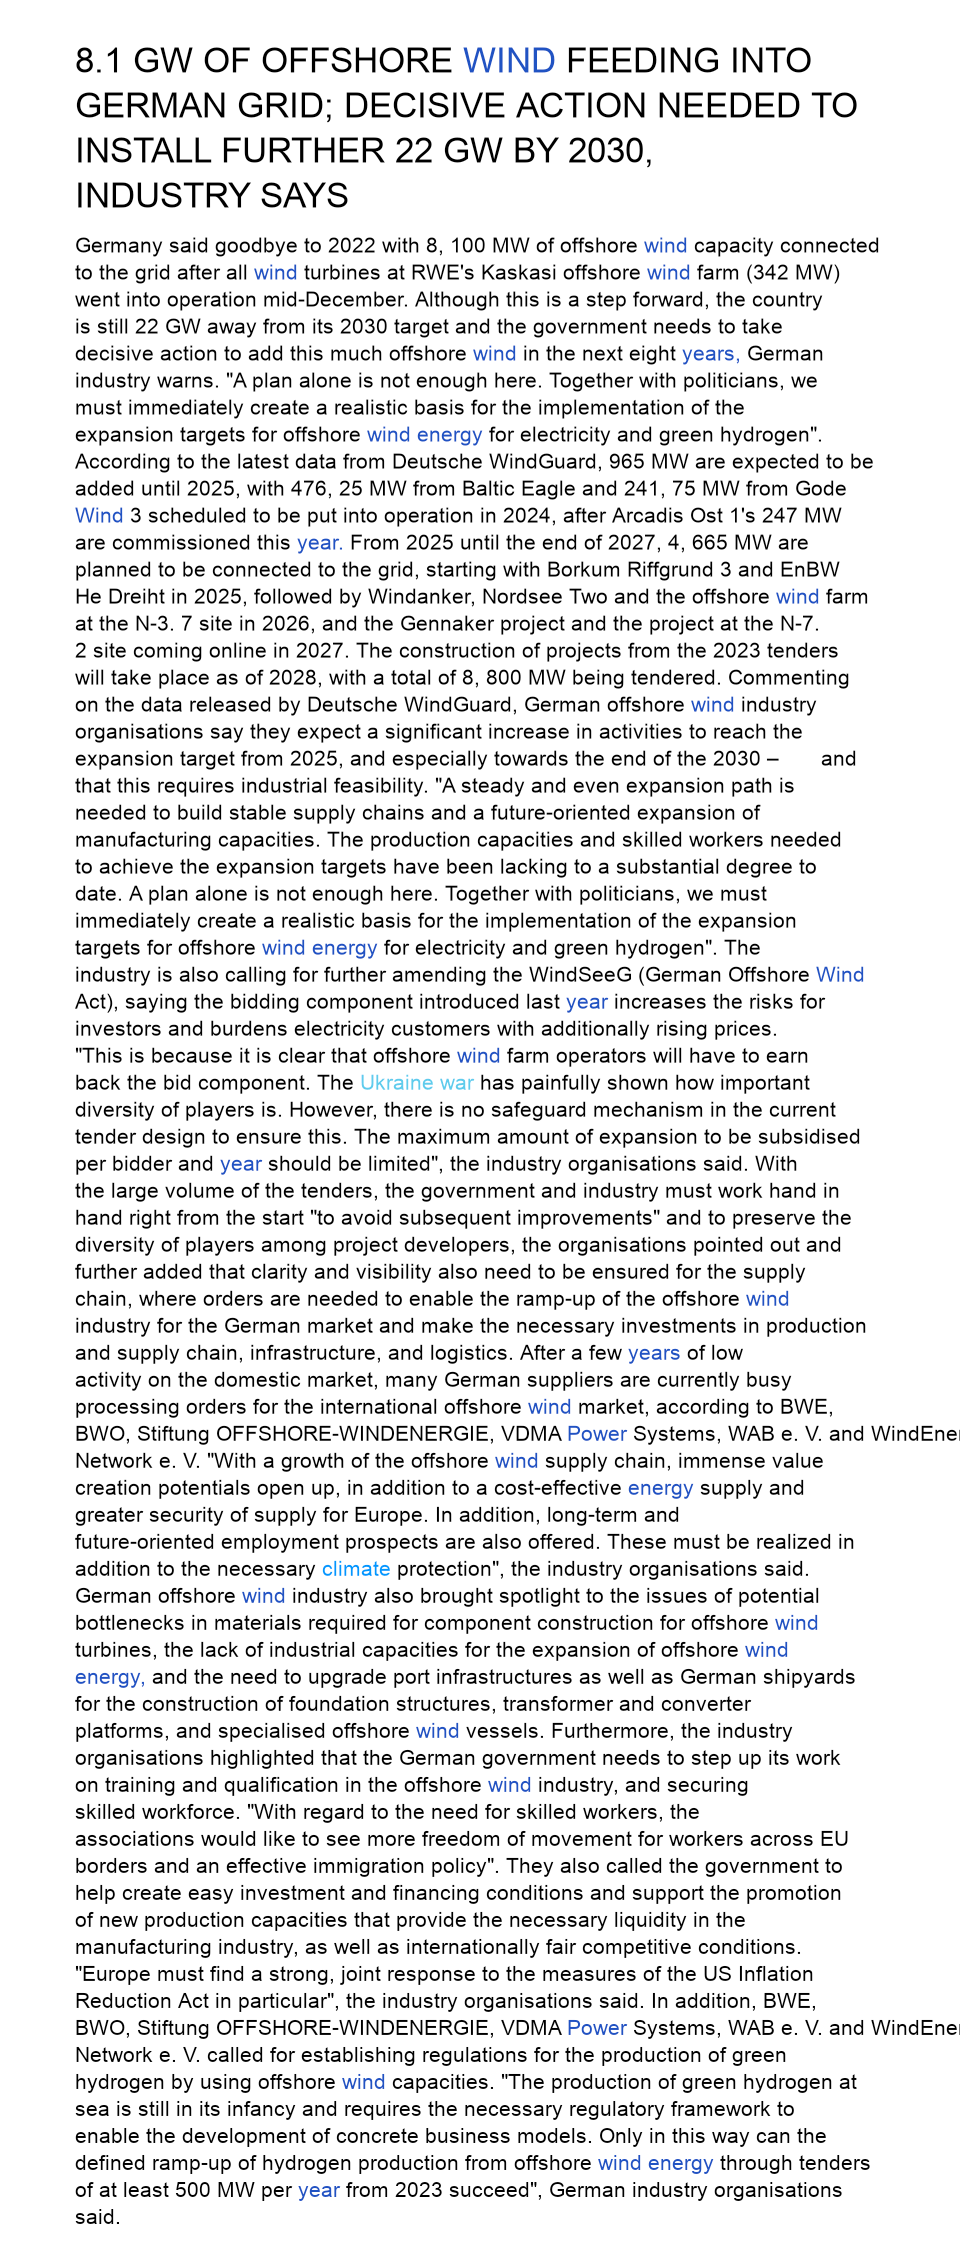 8.1 GW OF OFFSHORE WIND FEEDING INTO
GERMAN GRID; DECISIVE ACTION NEEDED TO
INSTALL FURTHER 22 GW BY 2030,
INDUSTRY SAYS
Germany said goodbye to 2022 with 8, 100 MW of offshore wind capacity connected
to the grid after all wind turbines at RWE's Kaskasi offshore wind farm (342 MW)
went into operation mid-December. Although this is a step forward, the country
is still 22 GW away from its 2030 target and the government needs to take
decisive action to add this much offshore wind in the next eight years, German
industry warns. "A plan alone is not enough here. Together with politicians, we
must immediately create a realistic basis for the implementation of the
expansion targets for offshore wind energy for electricity and green hydrogen".
According to the latest data from Deutsche WindGuard, 965 MW are expected to be
added until 2025, with 476, 25 MW from Baltic Eagle and 241, 75 MW from Gode
Wind 3 scheduled to be put into operation in 2024, after Arcadis Ost 1's 247 MW
are commissioned this year. From 2025 until the end of 2027, 4, 665 MW are
planned to be connected to the grid, starting with Borkum Riffgrund 3 and EnBW
He Dreiht in 2025, followed by Windanker, Nordsee Two and the offshore wind farm
at the N-3. 7 site in 2026, and the Gennaker project and the project at the N-7.
2 site coming online in 2027. The construction of projects from the 2023 tenders
will take place as of 2028, with a total of 8, 800 MW being tendered. Commenting
on the data released by Deutsche WindGuard, German offshore wind industry
organisations say they expect a significant increase in activities to reach the
expansion target from 2025, and especially towards the end of the 2030 – and
that this requires industrial feasibility. "A steady and even expansion path is
needed to build stable supply chains and a future-oriented expansion of
manufacturing capacities. The production capacities and skilled workers needed
to achieve the expansion targets have been lacking to a substantial degree to
date. A plan alone is not enough here. Together with politicians, we must
immediately create a realistic basis for the implementation of the expansion
targets for offshore wind energy for electricity and green hydrogen". The
industry is also calling for further amending the WindSeeG (German Offshore Wind
Act), saying the bidding component introduced last year increases the risks for
investors and burdens electricity customers with additionally rising prices.
"This is because it is clear that offshore wind farm operators will have to earn
back the bid component. The Ukraine war has painfully shown how important
diversity of players is. However, there is no safeguard mechanism in the current
tender design to ensure this. The maximum amount of expansion to be subsidised
per bidder and year should be limited", the industry organisations said. With
the large volume of the tenders, the government and industry must work hand in
hand right from the start "to avoid subsequent improvements" and to preserve the
diversity of players among project developers, the organisations pointed out and
further added that clarity and visibility also need to be ensured for the supply
chain, where orders are needed to enable the ramp-up of the offshore wind
industry for the German market and make the necessary investments in production
and supply chain, infrastructure, and logistics. After a few years of low
activity on the domestic market, many German suppliers are currently busy
processing orders for the international offshore wind market, according to BWE,
BWO, Stiftung OFFSHORE-WINDENERGIE, VDMA Power Systems, WAB e. V. and
Network e. V. "With a growth of the offshore wind supply chain, immense value
creation potentials open up, in addition to a cost-effective energy supply and
greater security of supply for Europe. In addition, long-term and
future-oriented employment prospects are also offered. These must be realized in
addition to the necessary climate protection", the industry organisations said.
German offshore wind industry also brought spotlight to the issues of potential
bottlenecks in materials required for component construction for offshore wind
turbines, the lack of industrial capacities for the expansion of offshore wind
energy, and the need to upgrade port infrastructures as well as German shipyards
for the construction of foundation structures, transformer and converter
platforms, and specialised offshore wind vessels. Furthermore, the industry
organisations highlighted that the German government needs to step up its work
on training and qualification in the offshore wind industry, and securing
skilled workforce. "With regard to the need for skilled workers, the
associations would like to see more freedom of movement for workers across EU
borders and an effective immigration policy". They also called the government to
help create easy investment and financing conditions and support the promotion
of new production capacities that provide the necessary liquidity in the
manufacturing industry, as well as internationally fair competitive conditions.
"Europe must find a strong, joint response to the measures of the US Inflation
Reduction Act in particular", the industry organisations said. In addition, BWE,
BWO, Stiftung OFFSHORE-WINDENERGIE, VDMA Power Systems, WAB e. V. and
Network e. V. called for establishing regulations for the production of green
hydrogen by using offshore wind capacities. "The production of green hydrogen at
sea is still in its infancy and requires the necessary regulatory framework to
enable the development of concrete business models. Only in this way can the
defined ramp-up of hydrogen production from offshore wind energy through tenders
of at least 500 MW per year from 2023 succeed", German industry organisations
said.